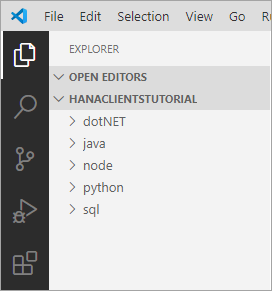 File Edit Selection View Go
EXPLORER
OPEN EDITORS
HANACLIENTSTUTORIAL
dotNET
java
node
python
sql